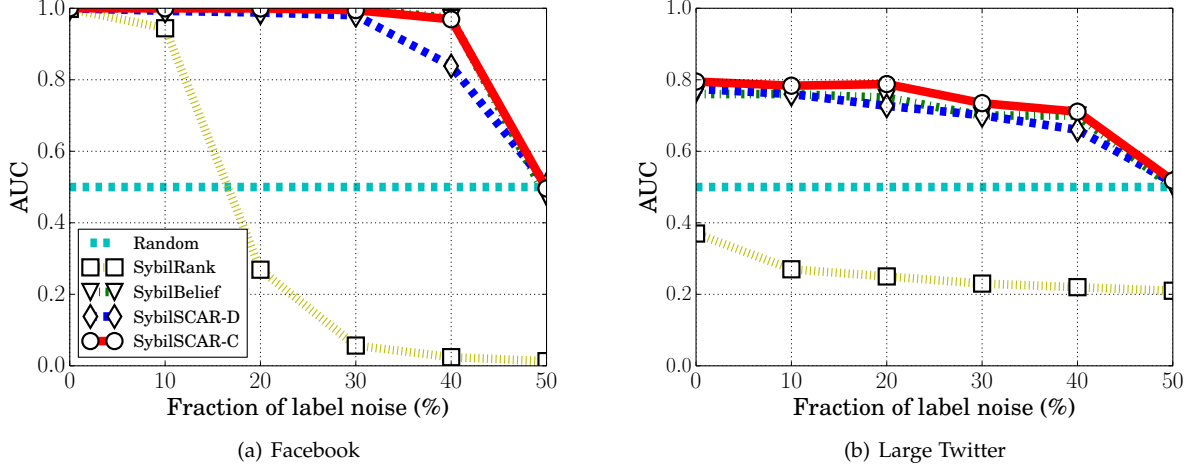 1.0
0.8
0.6
0.4
0.2
0.0
AUC
Random
SybilRank
SybilBelief
SybilSCAR-D
SybilSCAR-C
0 10 20 30 40 50
Fraction of label noise (%)
(a) Facebook
1.0
0.8
0.6
0.4
0.2
0.0
AUC
0 10 20 30 40 50
Fraction of label noise (%)
(b) Large Twitter